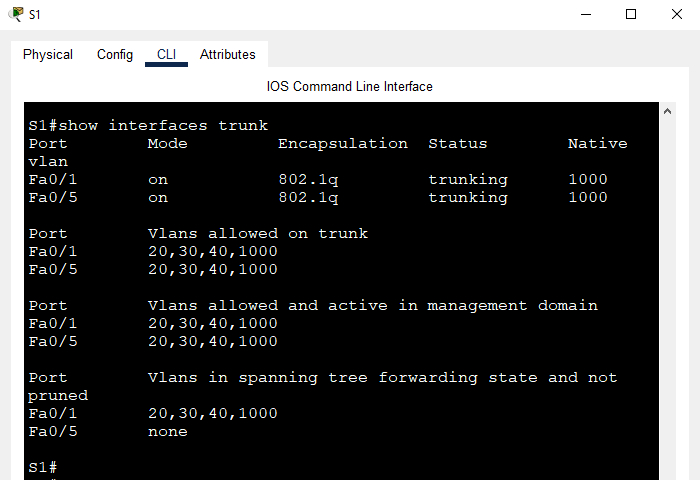 S1
Physical Config CLI Attributes
IOS Command Line Interface
S1#show interfaces trunk
Port Mode Encapsulation Status Native
vlan
Fa0/1 on 802.1q trunking 1000
Fa0/5 on 802.1q trunking 1000
Port Vlans allowed on trunk
Fa0/1 20,30,40,1000
Fa0/5 20,30,40,1000
Port Vlans allowed and active in management domain
Fa0/1 20,30,40,1000
Fa0/5 20,30,40,1000
Port Vlans in spanning tree forwarding state and not
pruned
Fa0/1 20,30,40,1000
Fa0/5 none
S1#